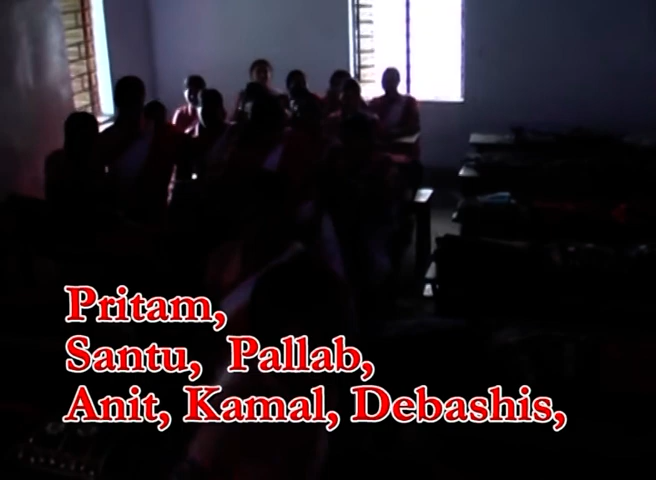 Pritam,
Santu, Pallab,
Anit, Kamal, Debashis,